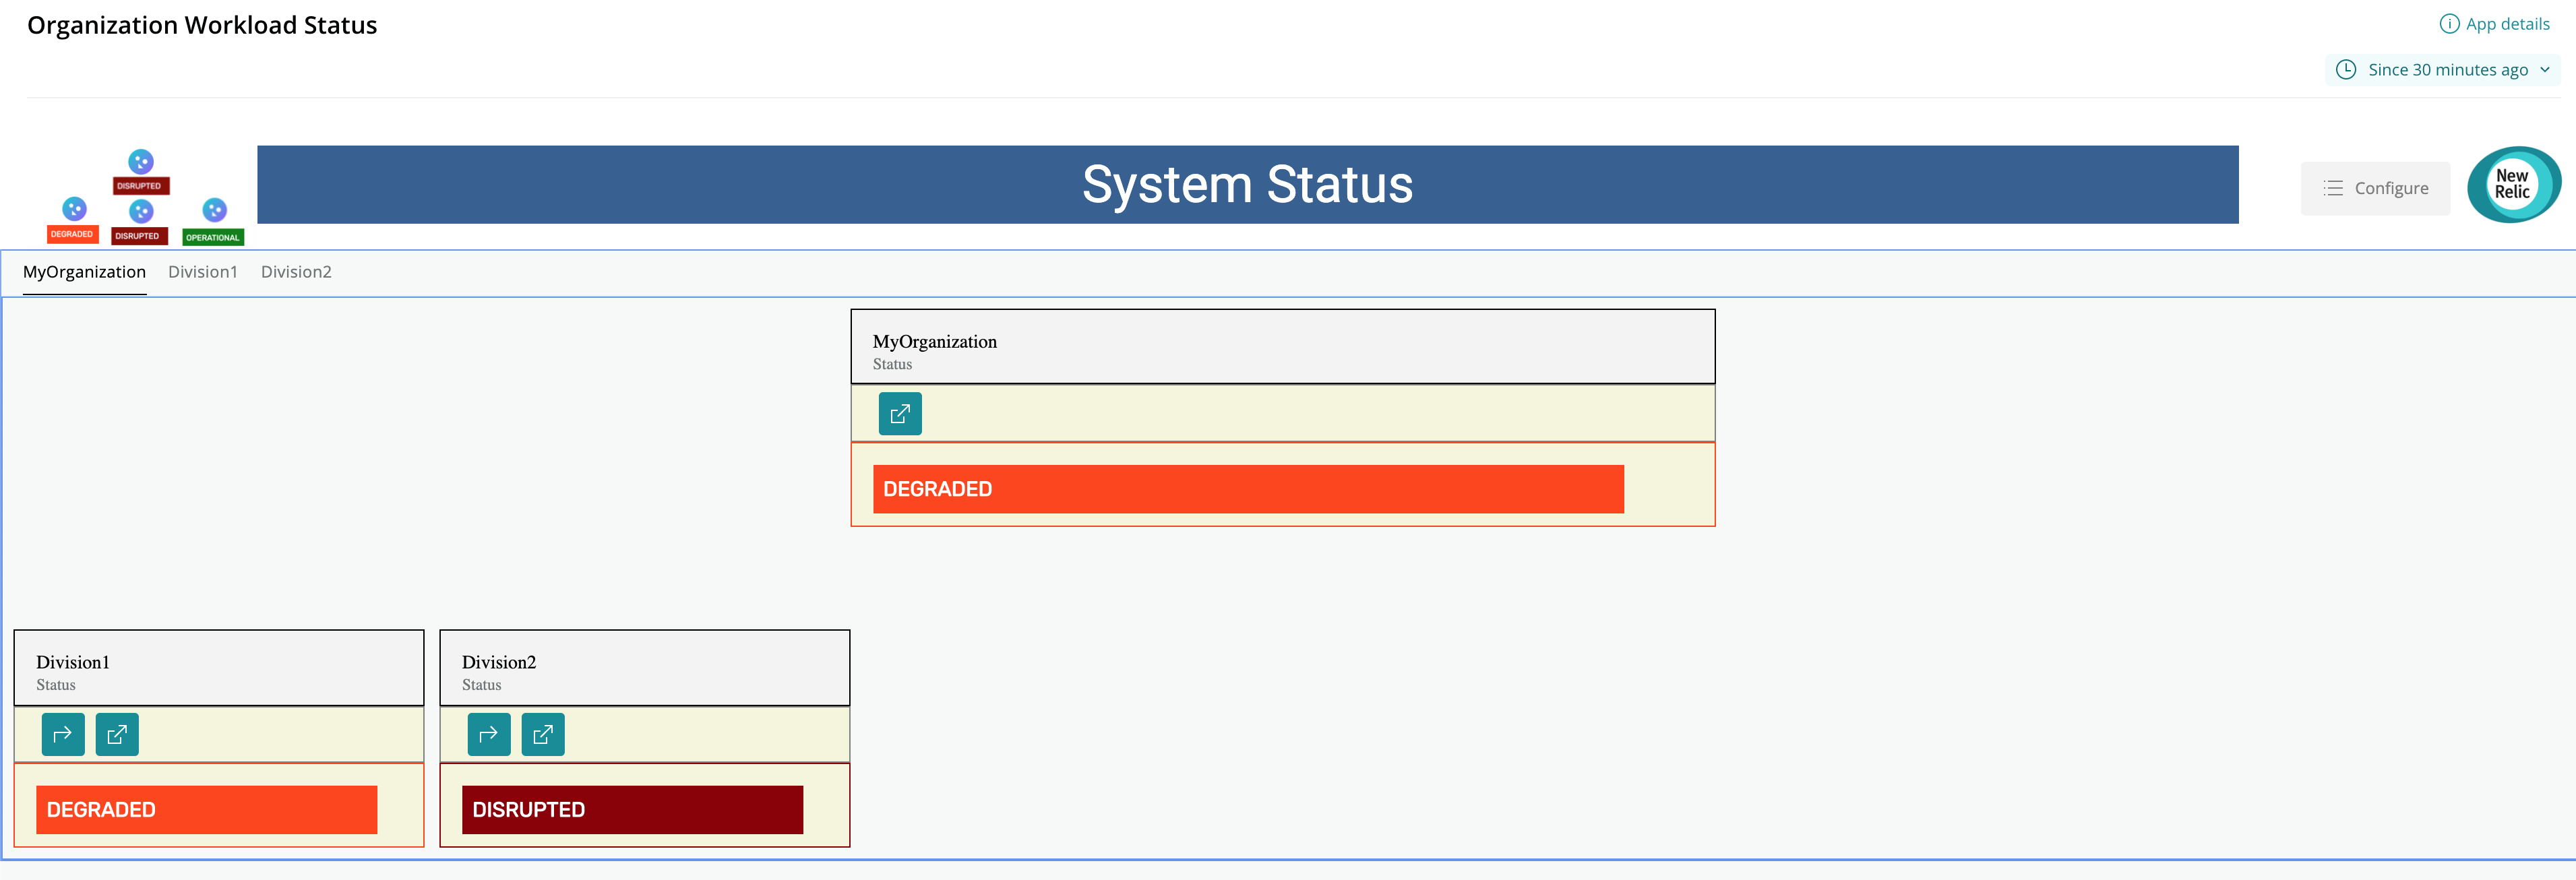 Organization Workload Status
App details
Since 30 minutes ago
DISRUPTED
DEGRADED
DISRUPTED
OPERATIONAL
System Status
Configure
New
Relic
MyOrganization Division1 Division2
MyOrganization
Status
DEGRADED
Division1
Status
DEGRADED
Division2
Status
DISRUPTED